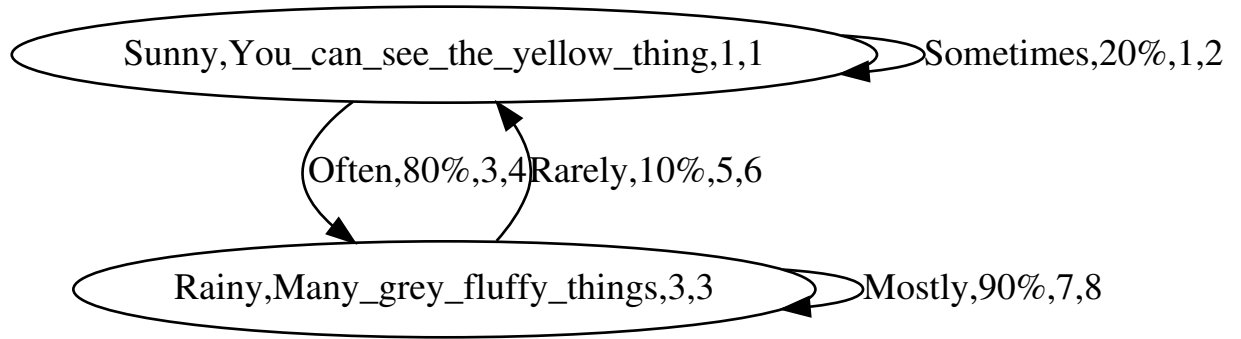 Sunny,You_can_see_the_yellow_thing,1,1
Sometimes,20%,1,2
Often,80%,3,4
Rarely,10%,5,6
Rainy,Many_grey_fluffy_things,3,3
Mostly,90%,7,8